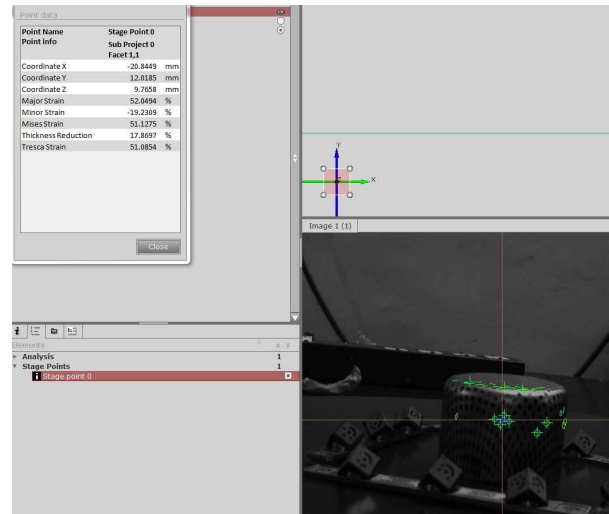 Point data
Point Name Stage Point 0
Point info Sub Project 0
Facet 1,1
Coordinate X -20.8449 mm
Coordinate Y 12.0185 mm
Coordinate Z 9.7658 mm
Major Strain 52.0494 %
Minor Strain -19.2309 %
Mises Strain 51.1275 %
Thickness Reduction 17.8697 %
Tresca Strain 51.0854 %
Close
Y
X
Image 1 (1)
Elements # V
Analysis 1
Stage Points 1
Stage point 0